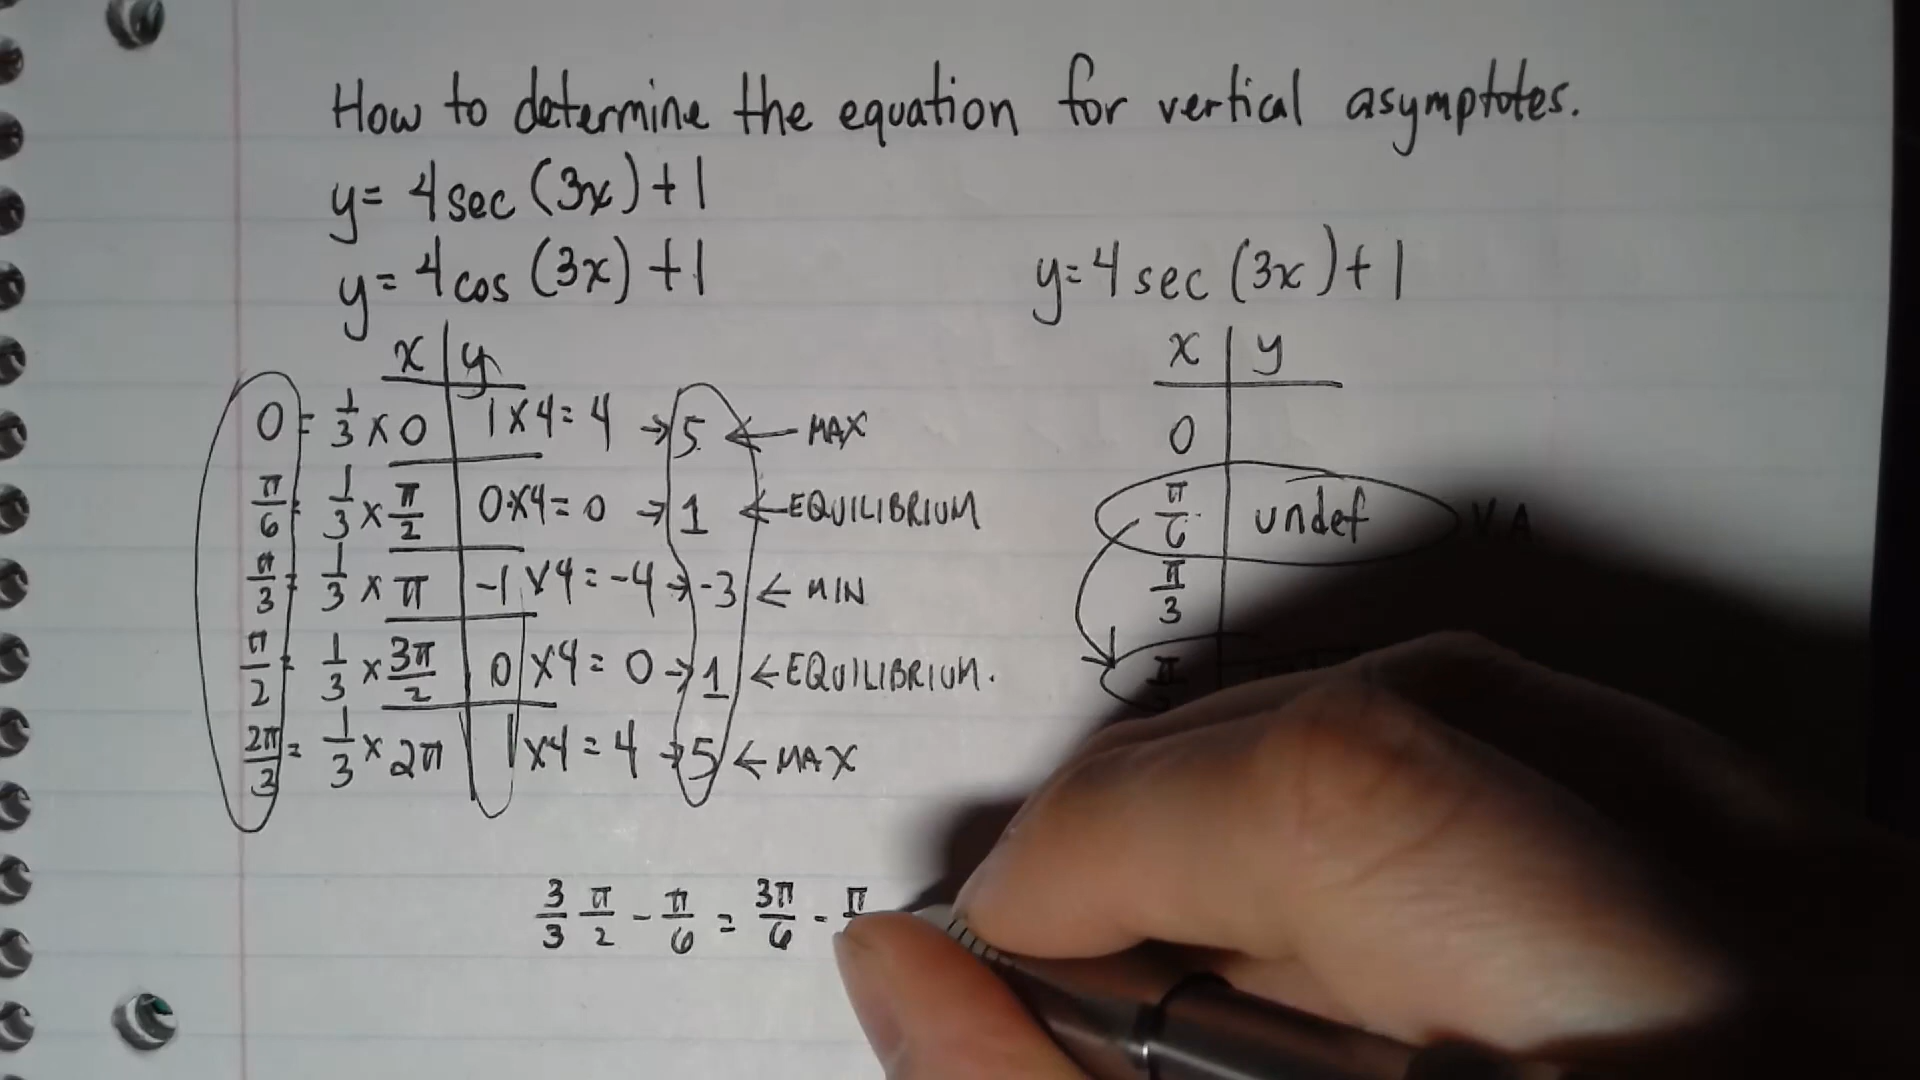 How to determine the equation for vertical asymptotes.
y= 4sec (3x)+1
y= 4cos (3x) +1
x | y
0 = 1/3 × 0 | 1×4= 4 → 5 ← MAX
π/6 = 1/3 × π/2 | 0×4= 0 → 1 ← EQUILIBRIUM
π/3 = 1/3 × π | -1 ×4 = -4 → -3 ← MIN
π/2 = 1/3 × 3π/2 | 0 ×4 = 0 → 1 ← EQUILIBRIUM.
2π/3 = 1/3 × 2π | 1 ×4 = 4 → 5 ← MAX
y=4 sec (3x)+1
x | y
0
π/6 | undef VA
π/3
3/3 π/2 - π/6 = 3π/6 - π